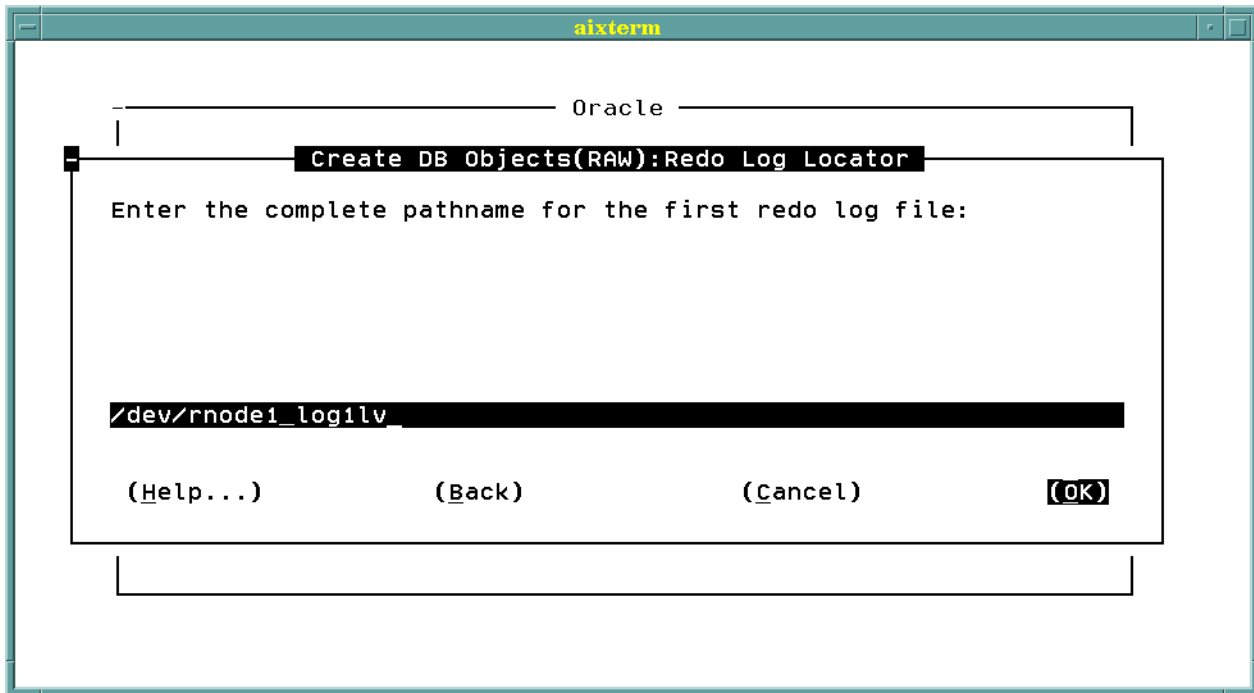 aixterm
Oracle
Create DB Objects(RAW):Redo Log Locator
Enter the complete pathname for the first redo log file:
/dev/rnode1_log1lv_
(Help...) (Back) (Cancel) (OK)